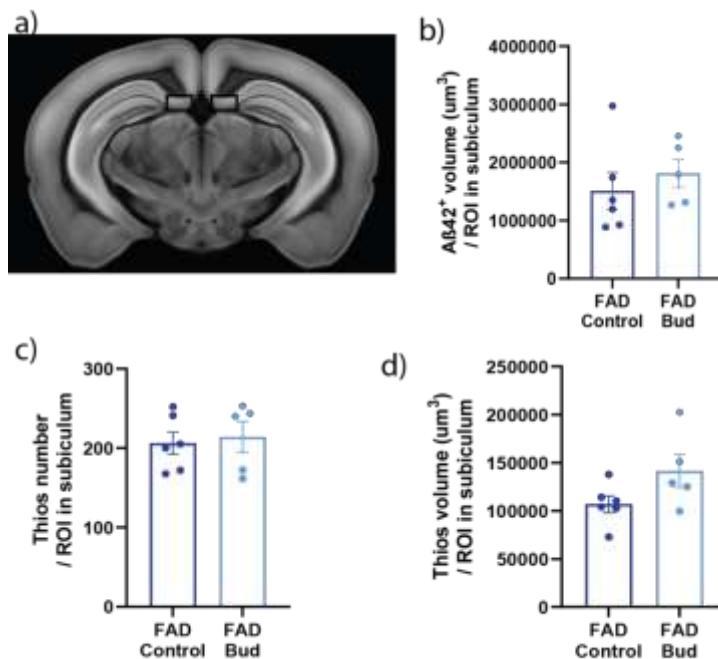 a)
b)
4000000
3000000
2000000
1000000
0
Aß42⁺ volume (um³)
/ ROI in subiculum
FAD
Control
FAD
Bud
c)
300
200
100
0
Thios number
/ ROI in subiculum
FAD
Control
FAD
Bud
d)
250000
200000
150000
100000
50000
0
Thios volume (um³)
/ ROI in subiculum
FAD
Control
FAD
Bud